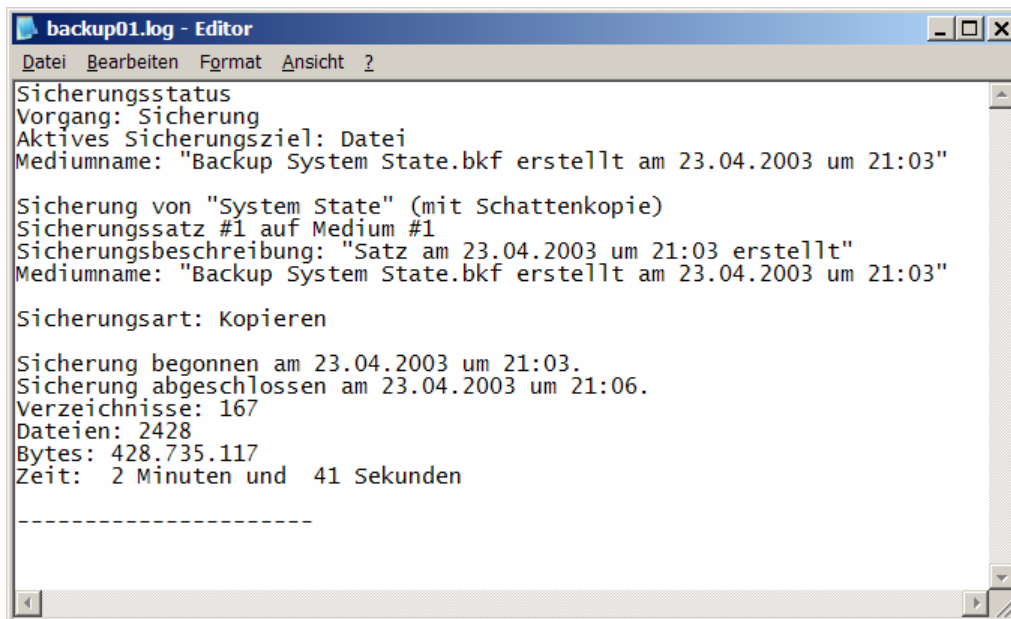 backup01.log - Editor
Datei Bearbeiten Format Ansicht ?
Sicherungsstatus
Vorgang: Sicherung
Aktives Sicherungsziel: Datei
Mediumname: "Backup System State.bkf erstellt am 23.04.2003 um 21:03"
Sicherung von "System State" (mit Schattenkopie)
Sicherungssatz #1 auf Medium #1
Sicherungsbeschreibung: "Satz am 23.04.2003 um 21:03 erstellt"
Mediumname: "Backup System State.bkf erstellt am 23.04.2003 um 21:03"
Sicherungsart: Kopieren
Sicherung begonnen am 23.04.2003 um 21:03.
Sicherung abgeschlossen am 23.04.2003 um 21:06.
Verzeichnisse: 167
Dateien: 2428
Bytes: 428.735.117
Zeit:  2 Minuten und  41 Sekunden
----------------------